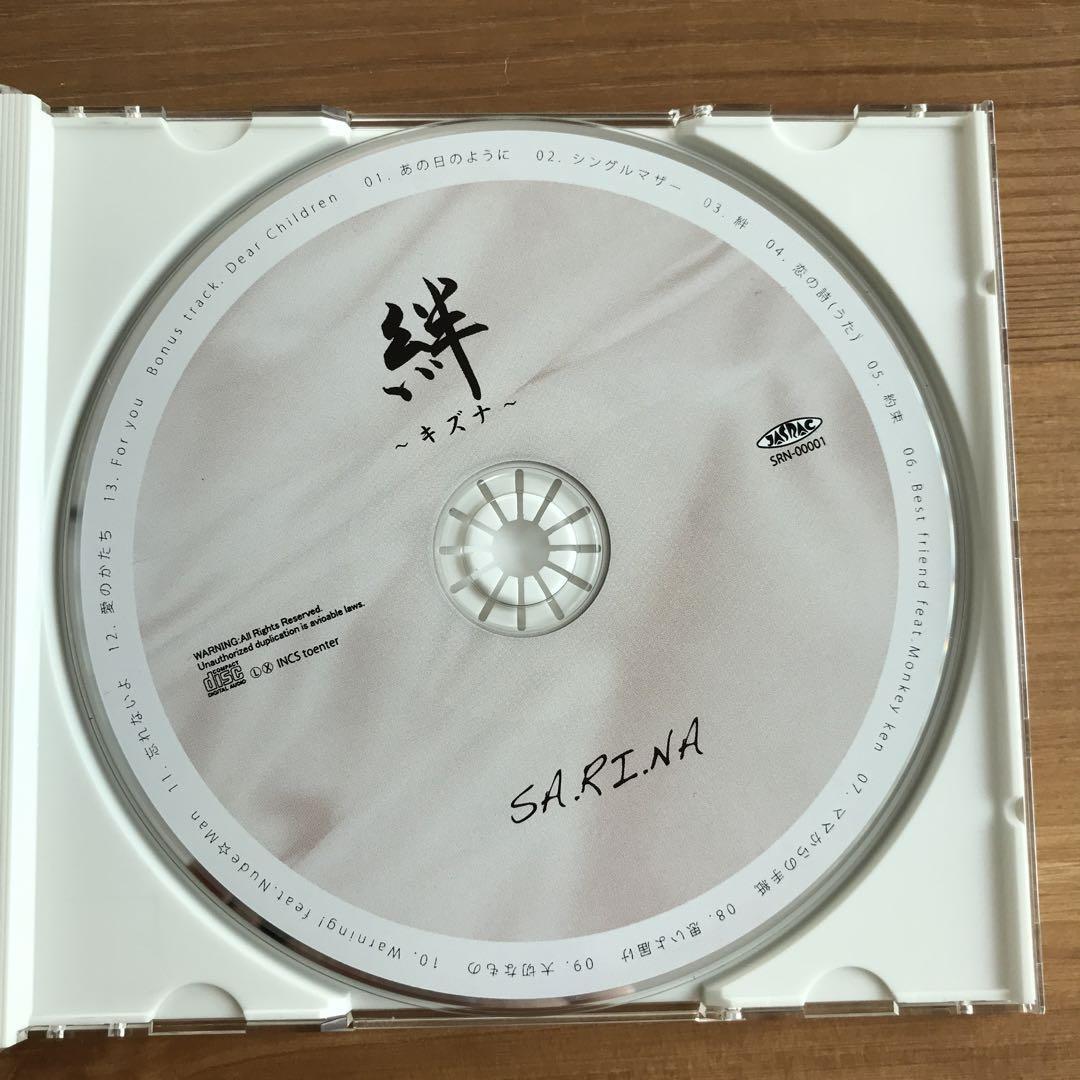 01. あの日のように 02. シングルマザー 03. 絆 04. 恋の詩(うた) 05. 約束 06. Best friend feat.Monkey ken 07. ママからの手紙 08. 思いよ届け 09. 大切なもの 10. Warning! feat.Nude☆Man 11. 忘れないよ 12. 愛のかたち 13. For you Bonus track. Dear Children
絆
~キズナ~
JASRAC
SRN-00001
WARNING:All Rights Reserved.
Unauthorized duplication is avioable laws.
COMPACT
disc
DIGITAL AUDIO
Ⓛ Ⓧ INCS toenter
SA.RI.NA